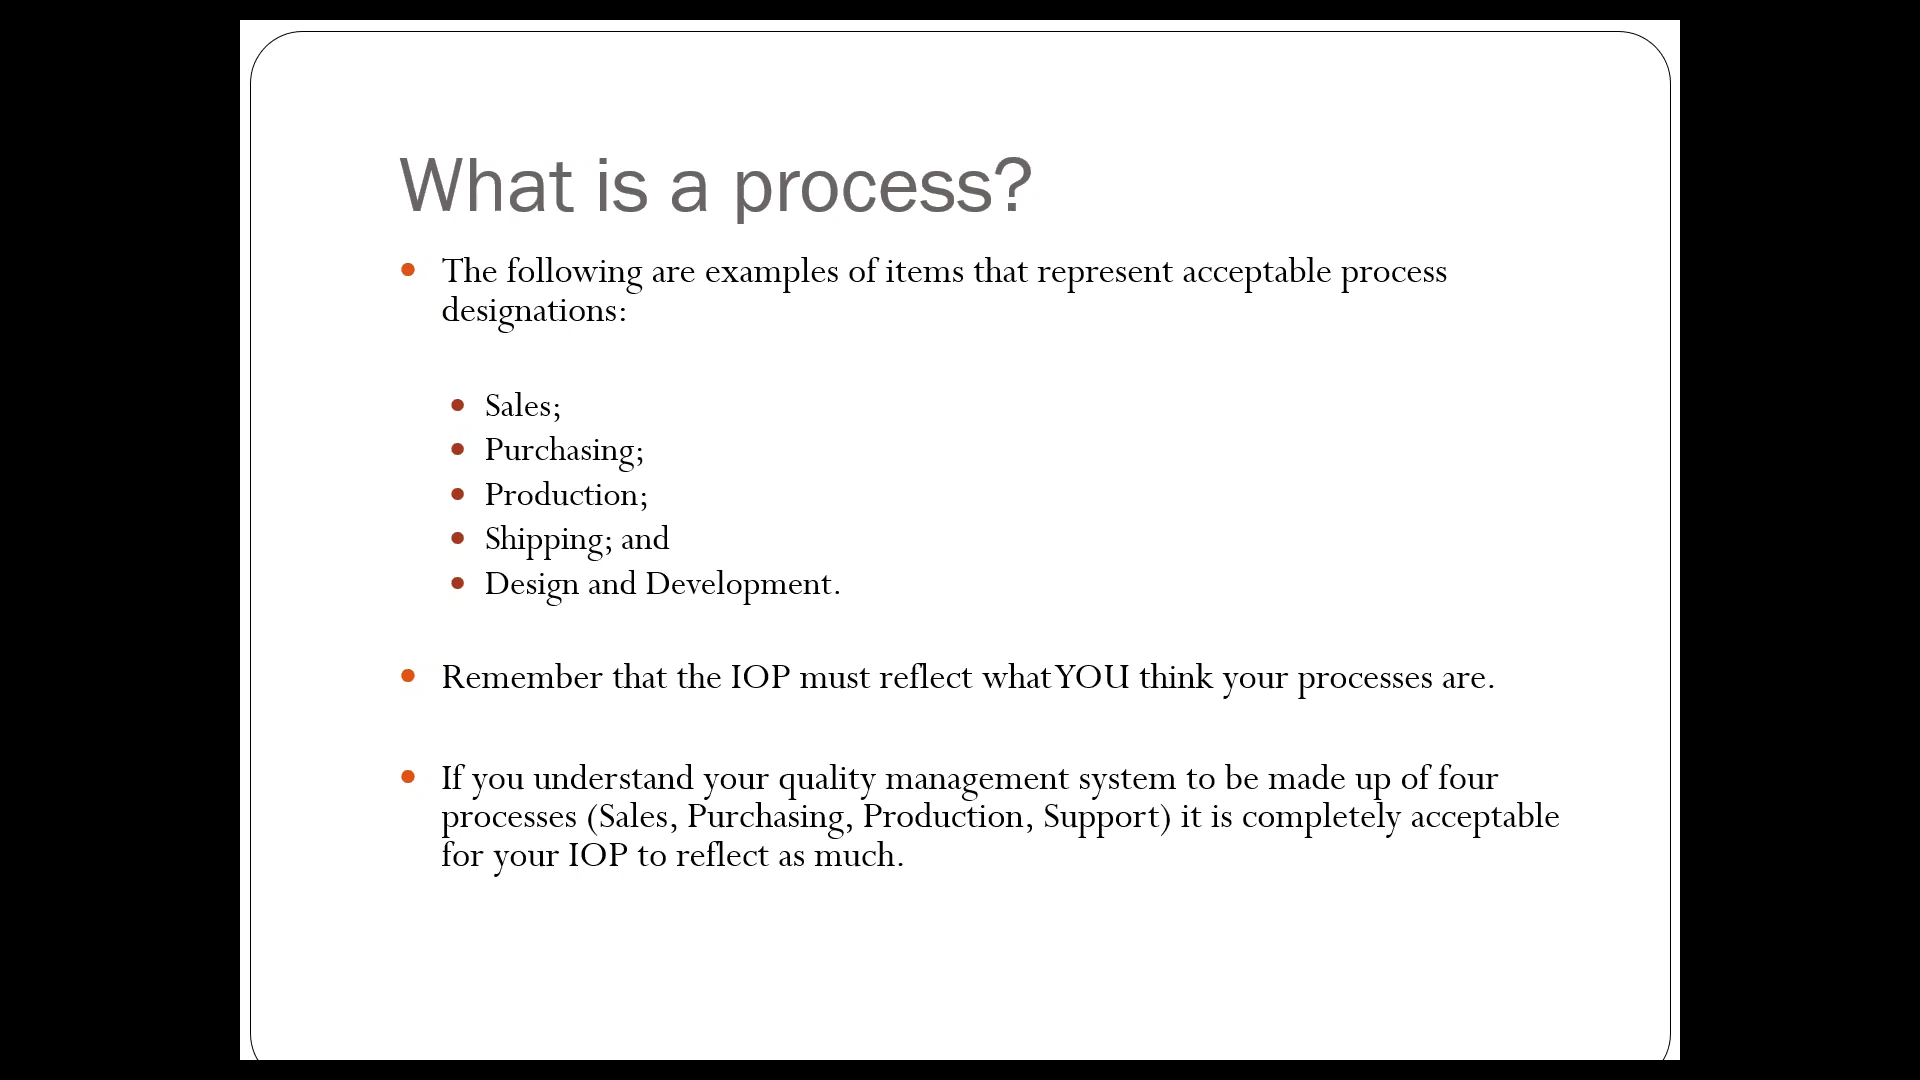 What is a process?
The following are examples of items that represent acceptable process
designations:
Sales;
Purchasing;
Production;
Shipping; and
Design and Development.
Remember that the IOP must reflect what YOU think your processes are.
If you understand your quality management system to be made up of four
processes (Sales, Purchasing, Production, Support) it is completely acceptable
for your IOP to reflect as much.